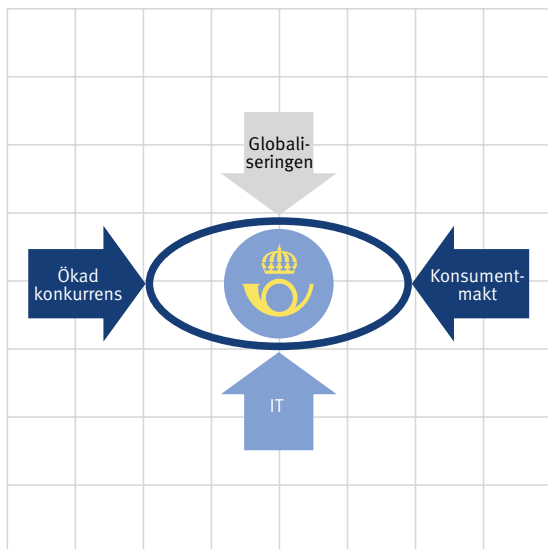 Globali-
seringen
Ökad
konkurrens
Konsument-
makt
IT